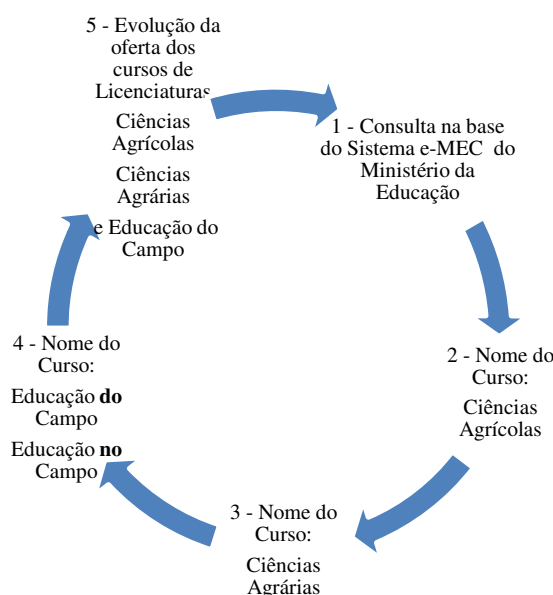 5 - Evolução da
oferta dos
cursos de
Licenciaturas
Ciências
Agrícolas
Ciências
Agrárias
e Educação do
Campo
1 - Consulta na base
do Sistema e-MEC do
Ministério da
Educação
2 - Nome do
Curso:
Ciências
Agrícolas
3 - Nome do
Curso:
Ciências
Agrárias
4 - Nome do
Curso:
Educação do
Campo
Educação no
Campo